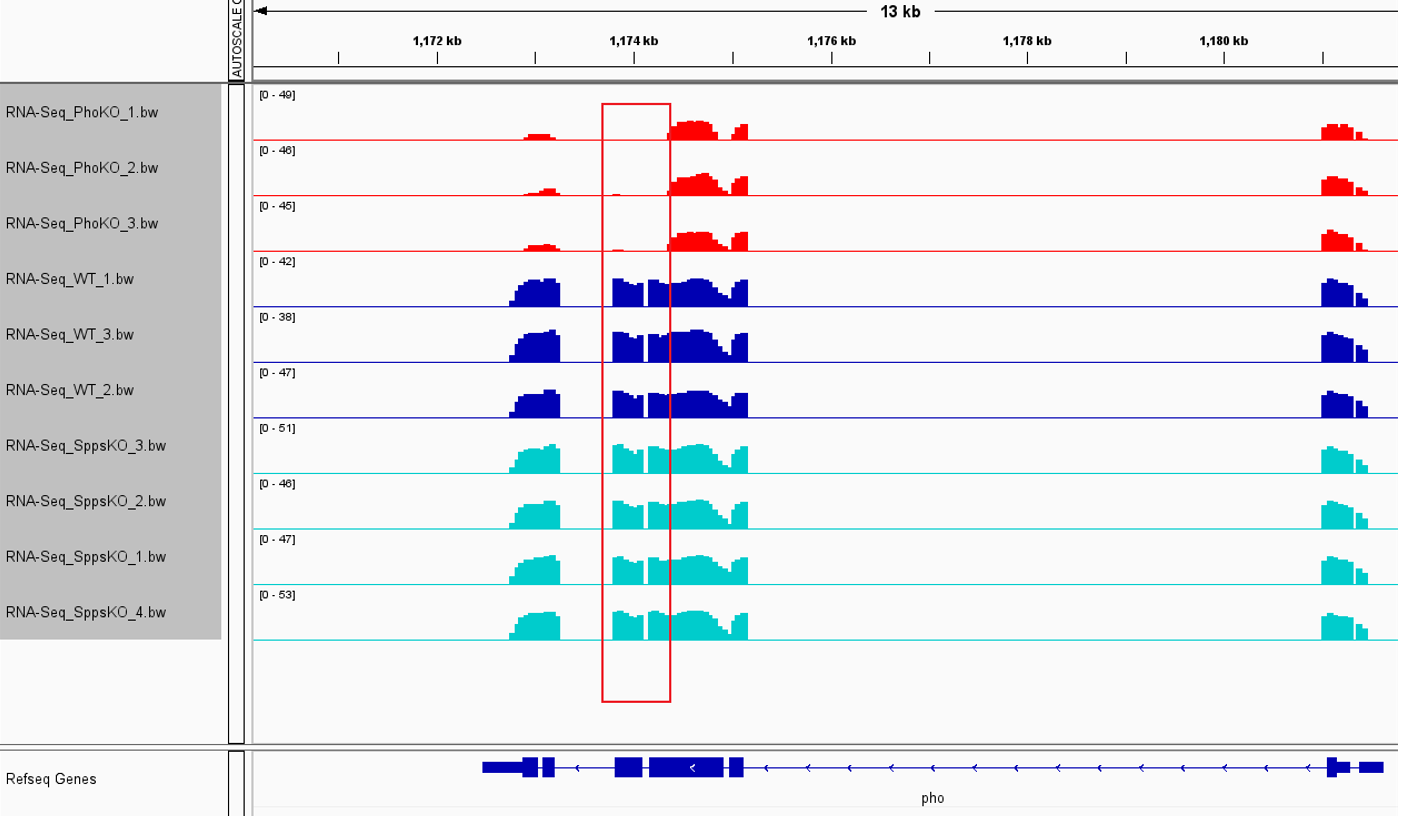 AUTOSCALE
13 kb
1,172 kb 1,174 kb 1,176 kb 1,178 kb 1,180 kb
RNA-Seq_PhoKO_1.bw [0 - 49]
RNA-Seq_PhoKO_2.bw [0 - 46]
RNA-Seq_PhoKO_3.bw [0 - 45]
RNA-Seq_WT_1.bw [0 - 42]
RNA-Seq_WT_3.bw [0 - 38]
RNA-Seq_WT_2.bw [0 - 47]
RNA-Seq_SppsKO_3.bw [0 - 51]
RNA-Seq_SppsKO_2.bw [0 - 46]
RNA-Seq_SppsKO_1.bw [0 - 47]
RNA-Seq_SppsKO_4.bw [0 - 53]
Refseq Genes
pho